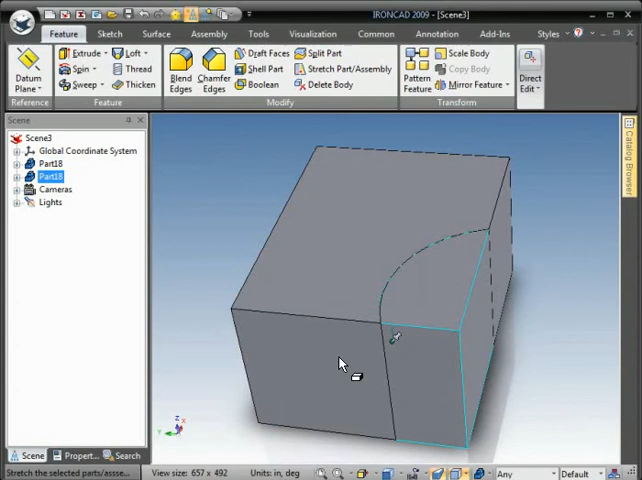 IRONCAD 2009 - [Scene3]
Feature Sketch Surface Assembly Tools Common Annotation Styles
Datum Plane
Reference
Extrude Loft
Spin Thread
Sweep Thicken
Feature
Blend Edges
Chamfer Edges
Draft Faces Split Part
Shell Part Stretch Part/Assembly
Boolean Delete Body
Modify
Pattern Feature
Scale Body
Copy Body
Mirror Feature
Transform
Direct Edit
Scene
Scene3
Global Coordinate System
Part18
Part18
Cameras
Lights
Catalog Browser
Z
X
Y
Scene Propert... Search
Stretch the selected parts/assse... View size: 657 x 492 Units: in, deg Any Default